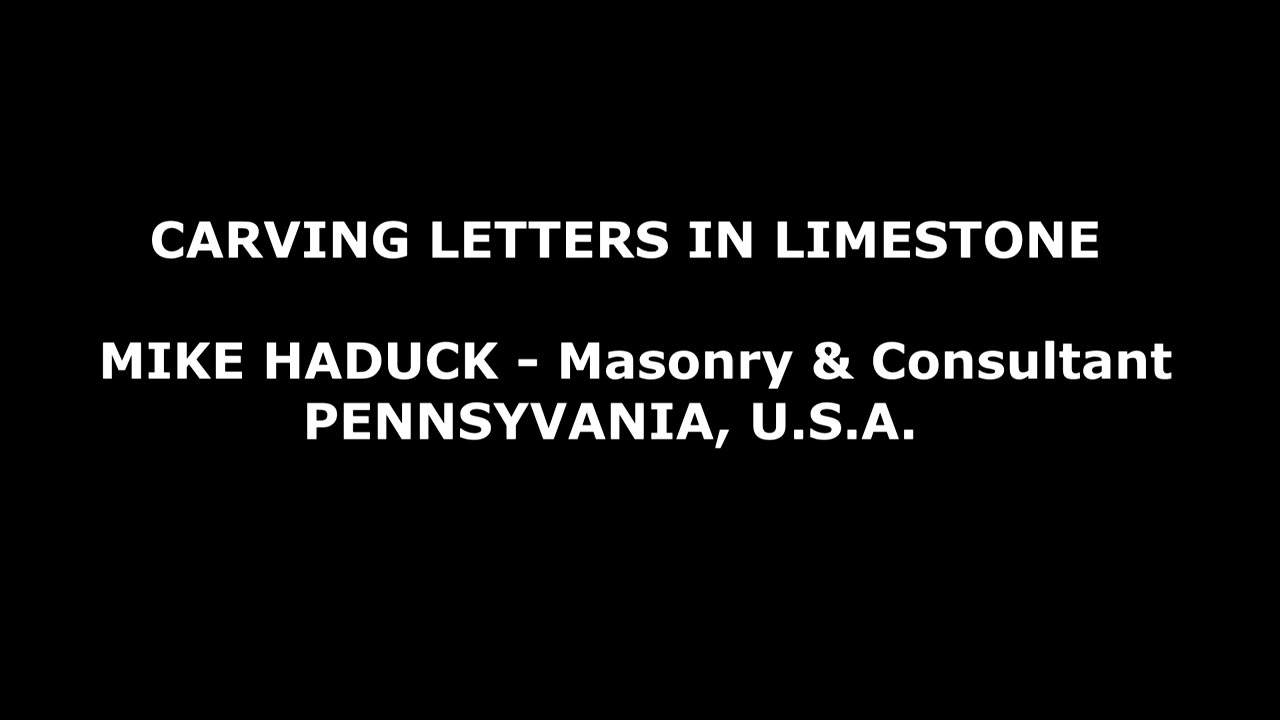 CARVING LETTERS IN LIMESTONE
MIKE HADUCK - Masonry & Consultant
PENNSYVANIA, U.S.A.